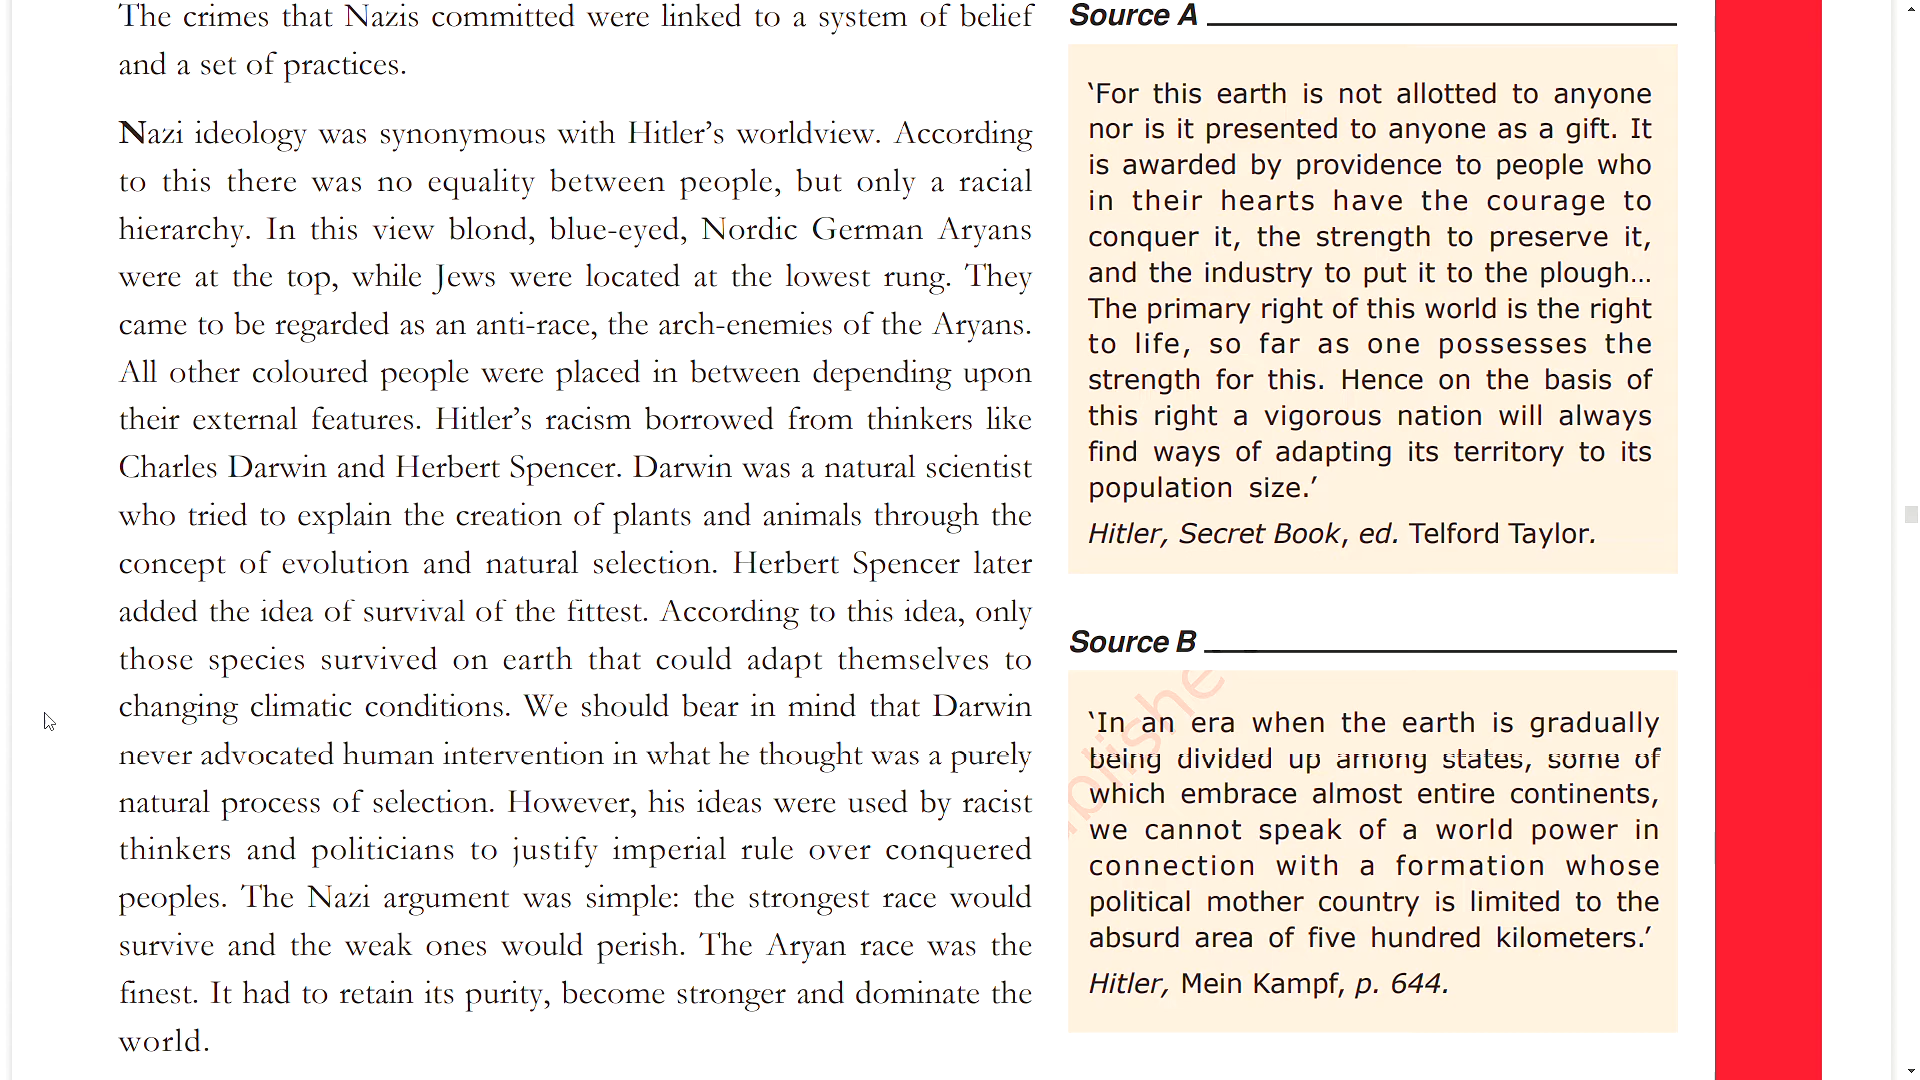 The crimes that Nazis committed were linked to a system of belief
and a set of practices.
Nazi ideology was synonymous with Hitler’s worldview. According
to this there was no equality between people, but only a racial
hierarchy. In this view blond, blue-eyed, Nordic German Aryans
were at the top, while Jews were located at the lowest rung. They
came to be regarded as an anti-race, the arch-enemies of the Aryans.
All other coloured people were placed in between depending upon
their external features. Hitler’s racism borrowed from thinkers like
Charles Darwin and Herbert Spencer. Darwin was a natural scientist
who tried to explain the creation of plants and animals through the
concept of evolution and natural selection. Herbert Spencer later
added the idea of survival of the fittest. According to this idea, only
those species survived on earth that could adapt themselves to
changing climatic conditions. We should bear in mind that Darwin
never advocated human intervention in what he thought was a purely
natural process of selection. However, his ideas were used by racist
thinkers and politicians to justify imperial rule over conquered
peoples. The Nazi argument was simple: the strongest race would
survive and the weak ones would perish. The Aryan race was the
finest. It had to retain its purity, become stronger and dominate the
world.
Source A
‘For this earth is not allotted to anyone
nor is it presented to anyone as a gift. It
is awarded by providence to people who
in their hearts have the courage to
conquer it, the strength to preserve it,
and the industry to put it to the plough…
The primary right of this world is the right
to life, so far as one possesses the
strength for this. Hence on the basis of
this right a vigorous nation will always
find ways of adapting its territory to its
population size.’
Hitler, Secret Book, ed. Telford Taylor.
Source B
‘In an era when the earth is gradually
being divided up among states, some of
which embrace almost entire continents,
we cannot speak of a world power in
connection with a formation whose
political mother country is limited to the
absurd area of five hundred kilometers.’
Hitler, Mein Kampf, p. 644.